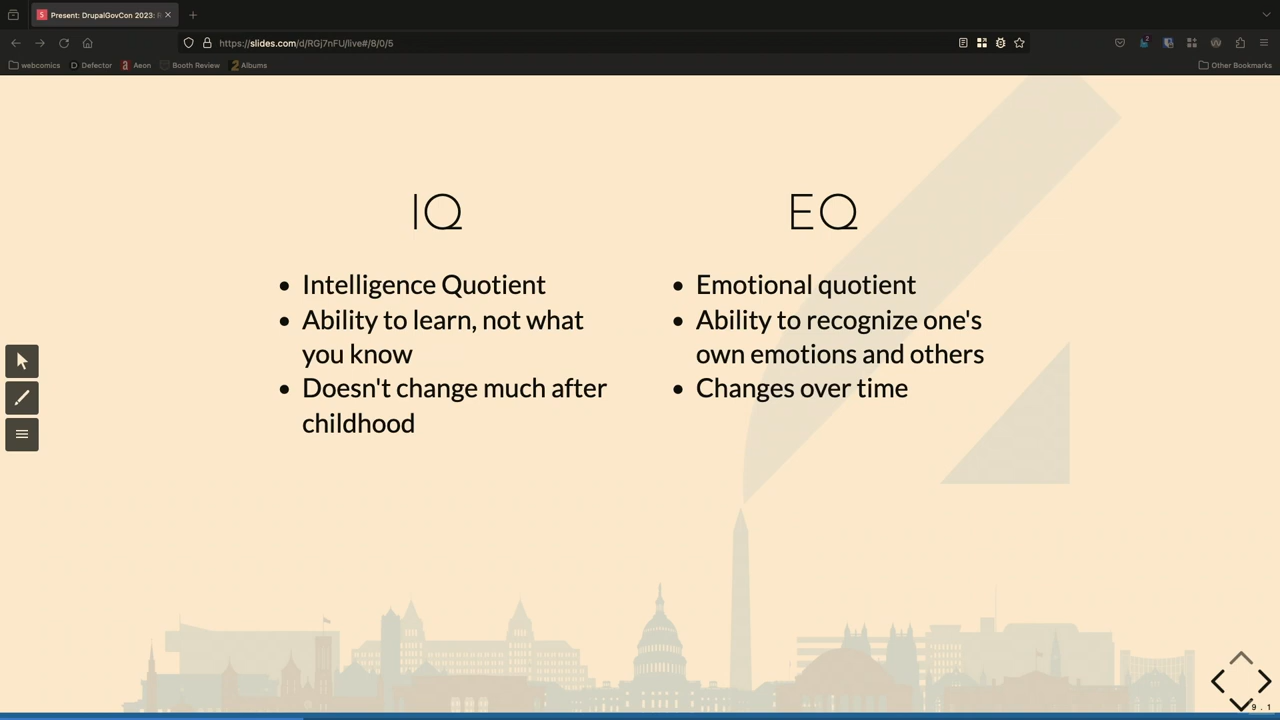 Present: DrupalGovCon 2023:
https://slides.com/d/RGj7nFU/live#/8/0/5
webcomics
Defector
Aeon
Booth Review
Albums
Other Bookmarks
IQ
Intelligence Quotient
Ability to learn, not what
you know
Doesn't change much after
childhood
EQ
Emotional quotient
Ability to recognize one's
own emotions and others
Changes over time
9.1